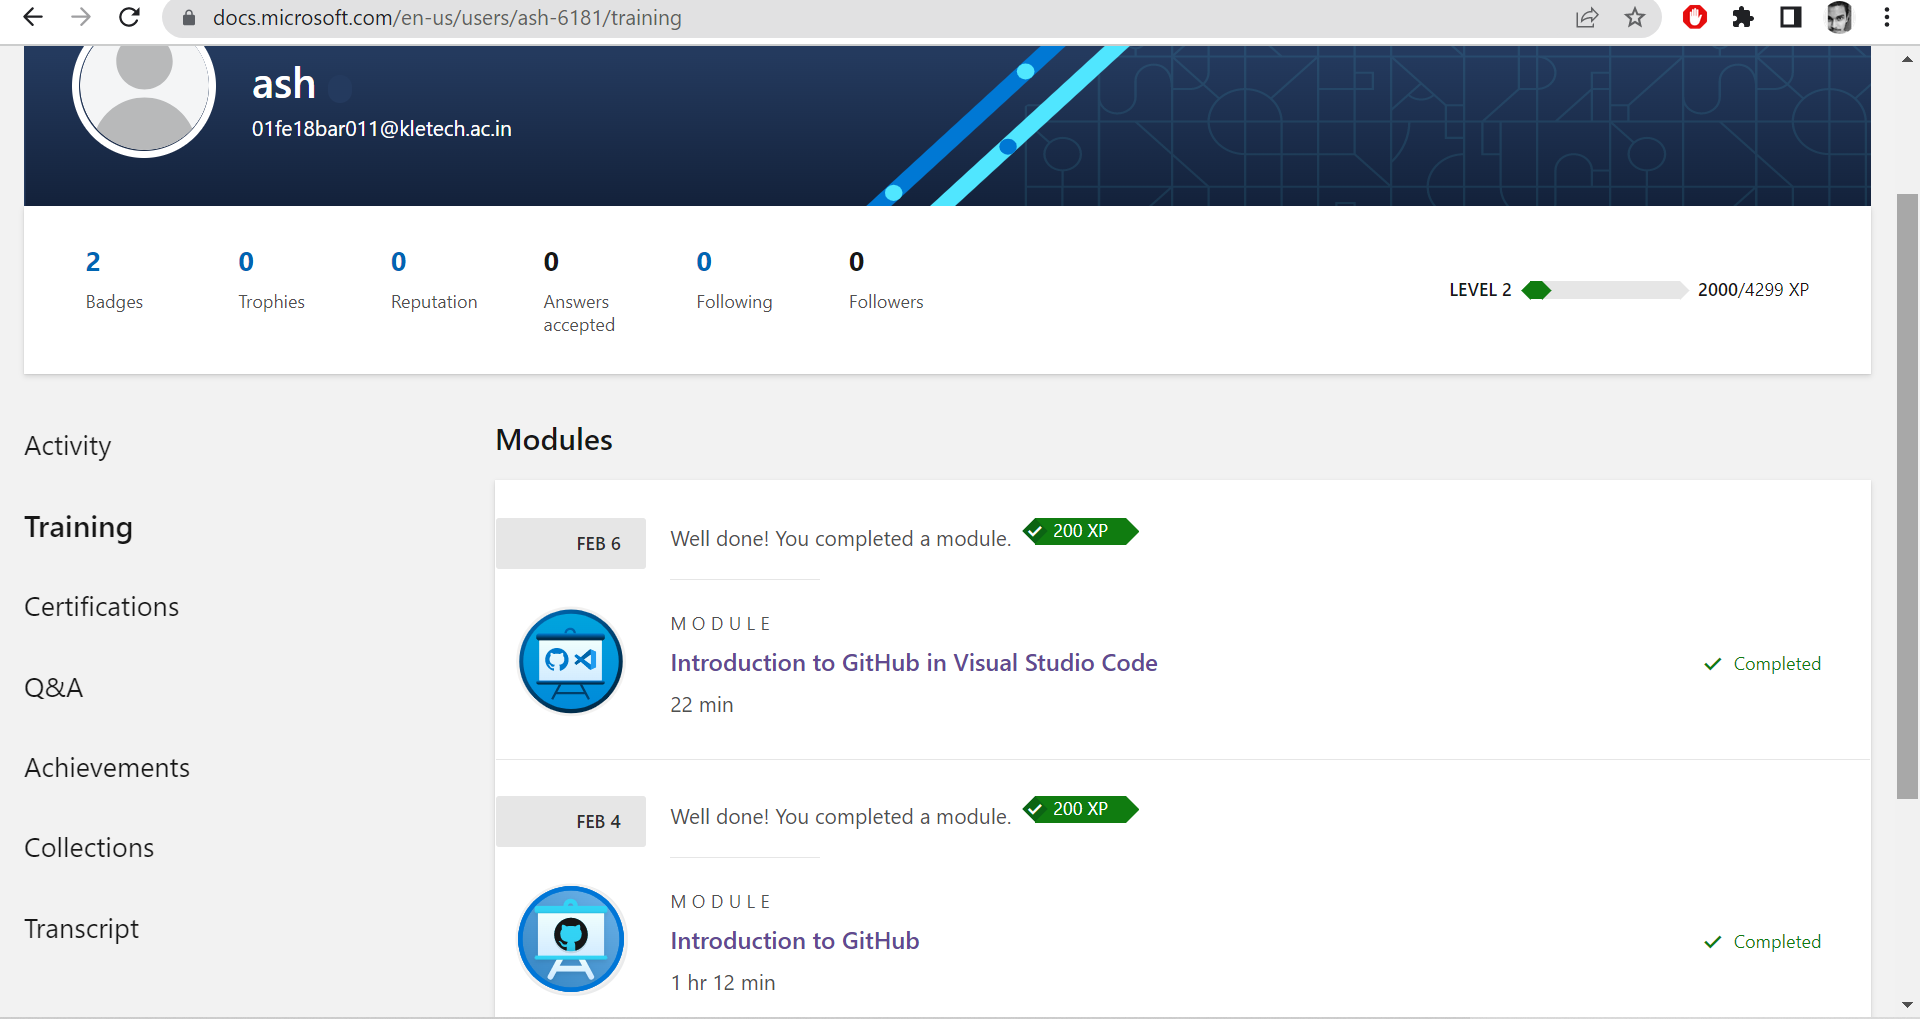 docs.microsoft.com/en-us/users/ash-6181/training
ash
01fe18bar011@kletech.ac.in
2
Badges
0
Trophies
0
Reputation
0
Answers
accepted
0
Following
0
Followers
LEVEL 2
2000/4299 XP
Activity
Training
Certifications
Q&A
Achievements
Collections
Transcript
Modules
FEB 6
Well done! You completed a module.
200 XP
MODULE
Introduction to GitHub in Visual Studio Code
22 min
Completed
FEB 4
Well done! You completed a module.
200 XP
MODULE
Introduction to GitHub
1 hr 12 min
Completed